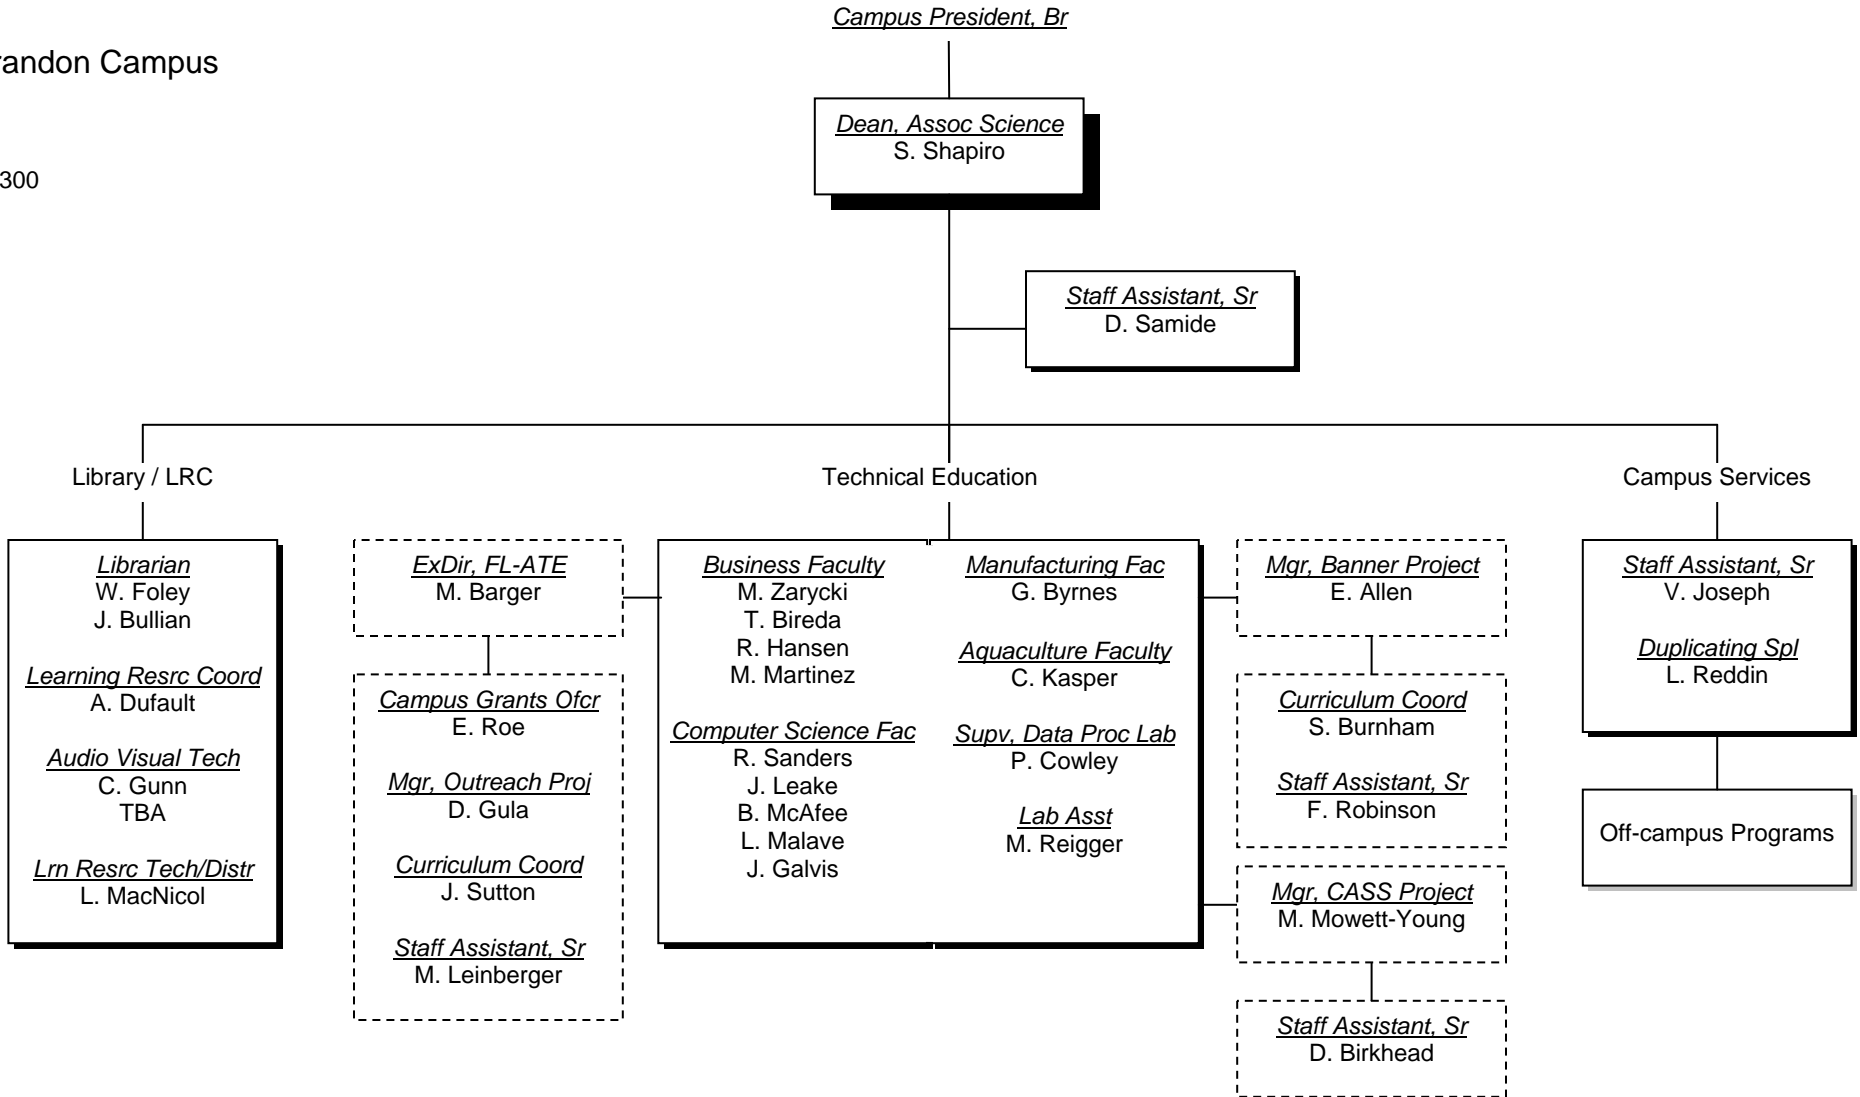 Campus President, Br
randon Campus
Dean, Assoc Science
S. Shapiro
300
Staff Assistant, Sr
D. Samide
Library / LRC
Technical Education
Campus Services
Librarian
W. Foley
J. Bullian
Learning Resrc Coord
A. Dufault
Audio Visual Tech
C. Gunn
TBA
Lrn Resrc Tech/Distr
L. MacNicol
ExDir, FL-ATE
M. Barger
Campus Grants Ofcr
E. Roe
Mgr, Outreach Proj
D. Gula
Curriculum Coord
J. Sutton
Staff Assistant, Sr
M. Leinberger
Business Faculty
M. Zarycki
T. Bireda
R. Hansen
M. Martinez
Computer Science Fac
R. Sanders
J. Leake
B. McAfee
L. Malave
J. Galvis
Manufacturing Fac
G. Byrnes
Aquaculture Faculty
C. Kasper
Supv, Data Proc Lab
P. Cowley
Lab Asst
M. Reigger
Mgr, Banner Project
E. Allen
Curriculum Coord
S. Burnham
Staff Assistant, Sr
F. Robinson
Mgr, CASS Project
M. Mowett-Young
Staff Assistant, Sr
D. Birkhead
Staff Assistant, Sr
V. Joseph
Duplicating Spl
L. Reddin
Off-campus Programs